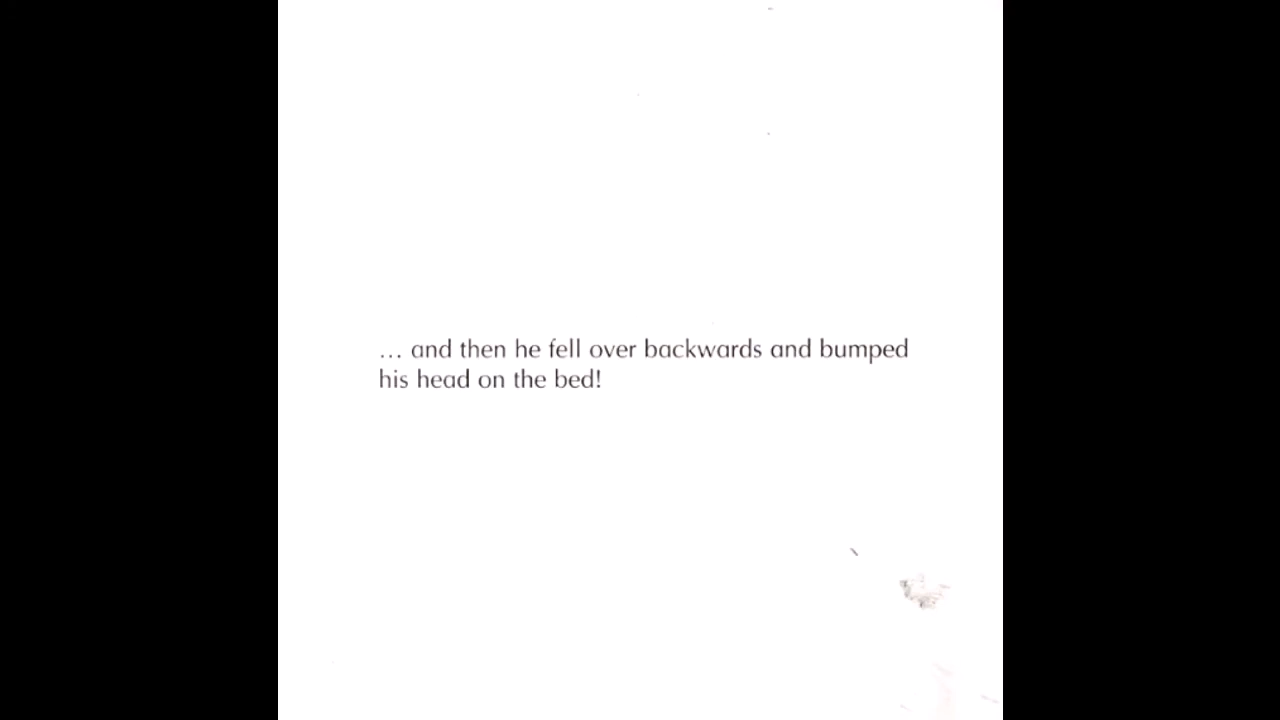 … and then he fell over backwards and bumped
his head on the bed!